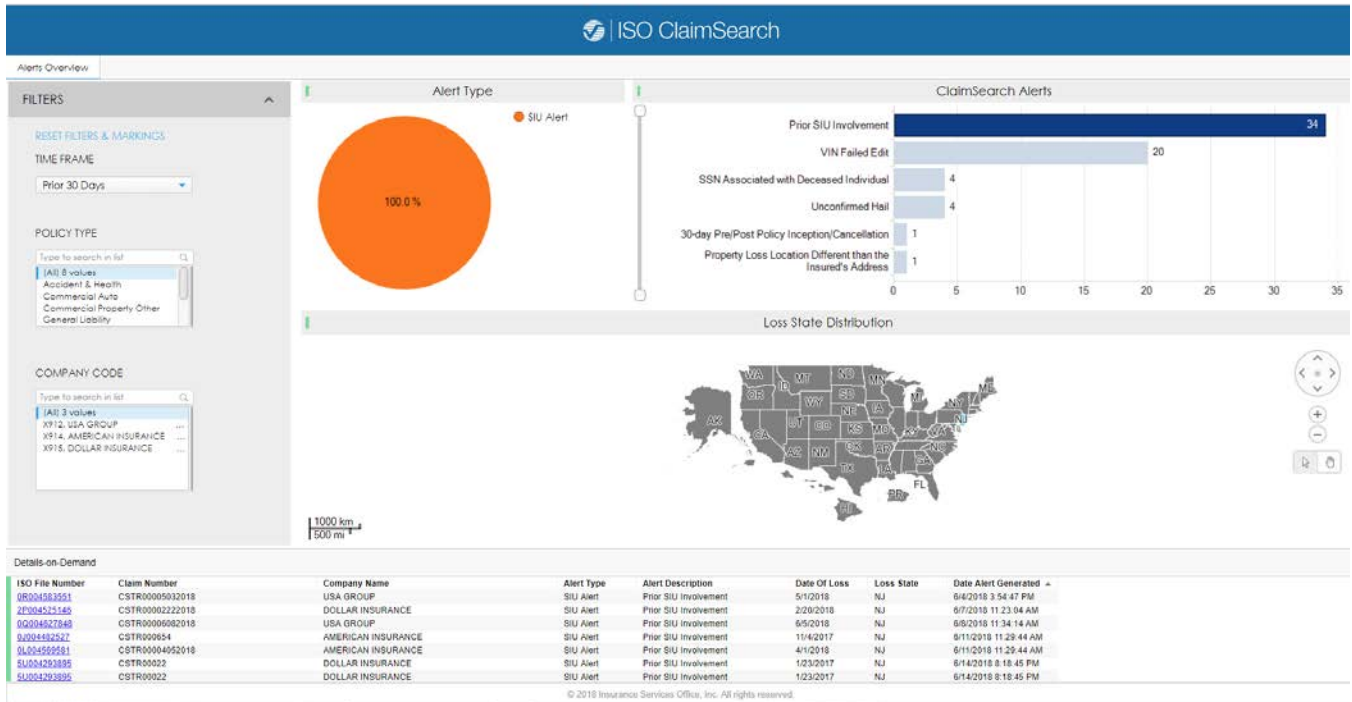 ISO ClaimSearch
Alerts Overview
FILTERS
RESET FILTERS & MARKINGS
TIME FRAME
Prior 30 Days
POLICY TYPE
Type to search in list
(All) 8 values
Accident & Health
Commercial Auto
Commercial Property Other
General Liability
COMPANY CODE
Type to search in list
(All) 3 values
X912, USA GROUP ...
X914, AMERICAN INSURANCE ...
X915, DOLLAR INSURANCE ...
Alert Type
SIU Alert
100.0 %
ClaimSearch Alerts
Prior SIU Involvement 34
VIN Failed Edit 20
SSN Associated with Deceased Individual 4
Unconfirmed Hail 4
30-day Pre/Post Policy Inception/Cancellation 1
Property Loss Location Different than the
Insured's Address 1
0 5 10 15 20 25 30 35
Loss State Distribution
WA MT ND MN ME
OR ID WY SD MI NY
NE IA NJ
AK CA UT CO KS MO KY VA
AZ NM OK AR NC
TX LA GA
PR FL
HI
1000 km
500 mi
Details-on-Demand
ISO File Number Claim Number Company Name Alert Type Alert Description Date Of Loss Loss State Date Alert Generated
0R004583551 CSTR00005032018 USA GROUP SIU Alert Prior SIU Involvement 5/1/2018 NJ 6/4/2018 3:54:47 PM
2P004525146 CSTR00002222018 DOLLAR INSURANCE SIU Alert Prior SIU Involvement 2/20/2018 NJ 6/7/2018 11:23:04 AM
0Q004627848 CSTR00006082018 USA GROUP SIU Alert Prior SIU Involvement 6/5/2018 NJ 6/8/2018 11:34:14 AM
0J004482527 CSTR000654 AMERICAN INSURANCE SIU Alert Prior SIU Involvement 11/4/2017 NJ 6/11/2018 11:29:44 AM
0L004569581 CSTR00004052018 AMERICAN INSURANCE SIU Alert Prior SIU Involvement 4/1/2018 NJ 6/11/2018 11:29:44 AM
5U004293895 CSTR00022 DOLLAR INSURANCE SIU Alert Prior SIU Involvement 1/23/2017 NJ 6/14/2018 8:18:45 PM
5U004293895 CSTR00022 DOLLAR INSURANCE SIU Alert Prior SIU Involvement 1/23/2017 NJ 6/14/2018 8:18:45 PM
© 2018 Insurance Services Office, Inc. All rights reserved.